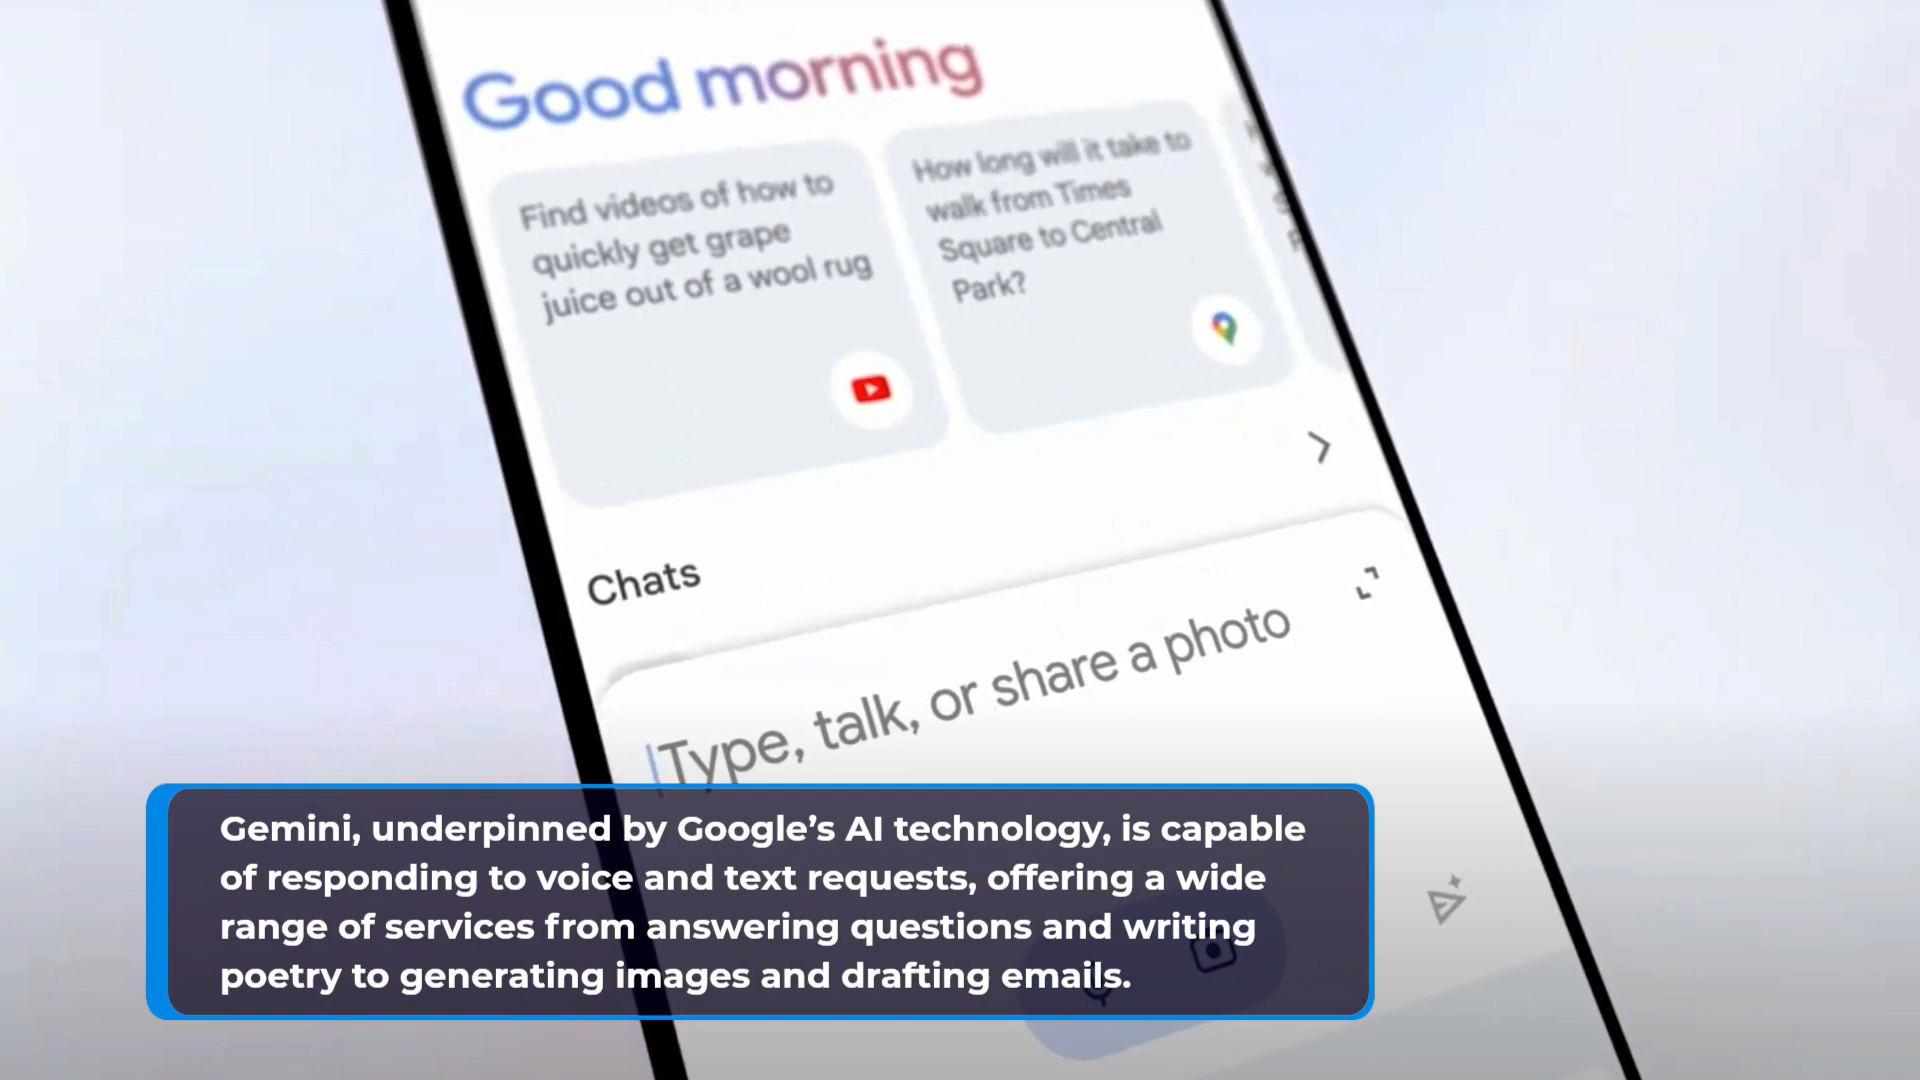 Good morning
Find videos of how to
quickly get grape
juice out of a wool rug
How long will it take to
walk from Times
Square to Central
Park?
Chats
Type, talk, or share a photo
Gemini, underpinned by Google’s AI technology, is capable
of responding to voice and text requests, offering a wide
range of services from answering questions and writing
poetry to generating images and drafting emails.